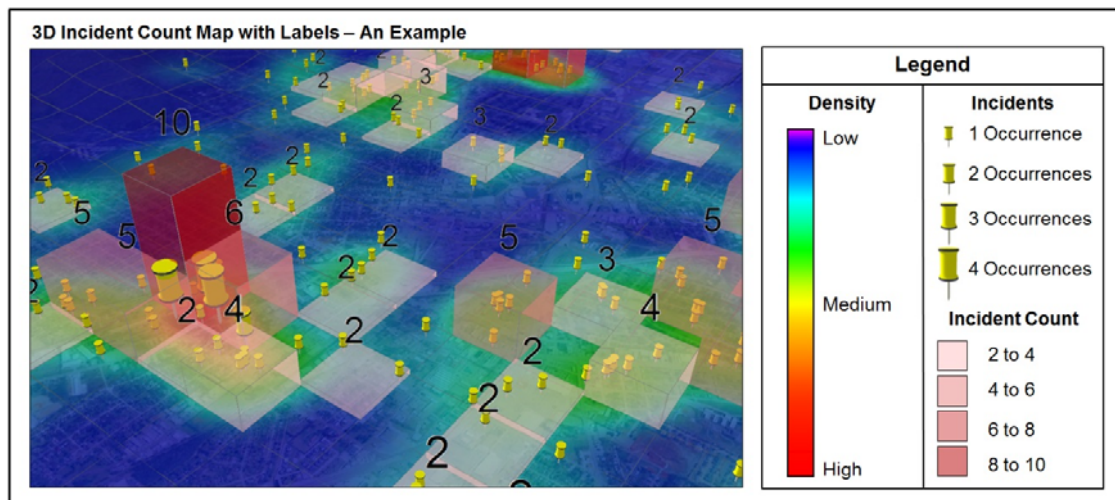 3D Incident Count Map with Labels – An Example
2
2
3
2
10
3
2
2
2
2
2
5
5
6
2
5
5
2
3
2
4
4
2
2
2
2
2
Legend
Density
Low
Medium
High
Incidents
1 Occurrence
2 Occurrences
3 Occurrences
4 Occurrences
Incident Count
2 to 4
4 to 6
6 to 8
8 to 10